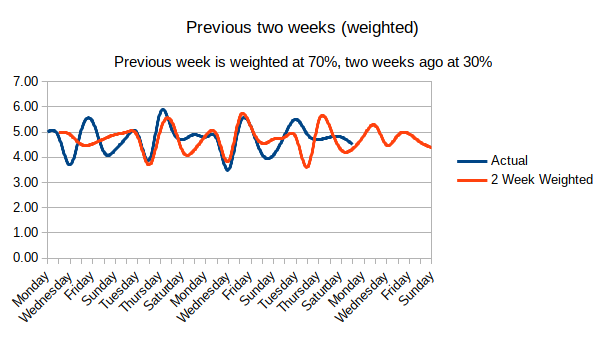 Previous two weeks (weighted)
Previous week is weighted at 70%, two weeks ago at 30%
7.00
6.00
5.00
4.00
3.00
2.00
1.00
0.00
Actual
2 Week Weighted
Monday
Wednesday
Friday
Sunday
Tuesday
Thursday
Saturday
Monday
Wednesday
Friday
Sunday
Tuesday
Thursday
Saturday
Monday
Wednesday
Friday
Sunday